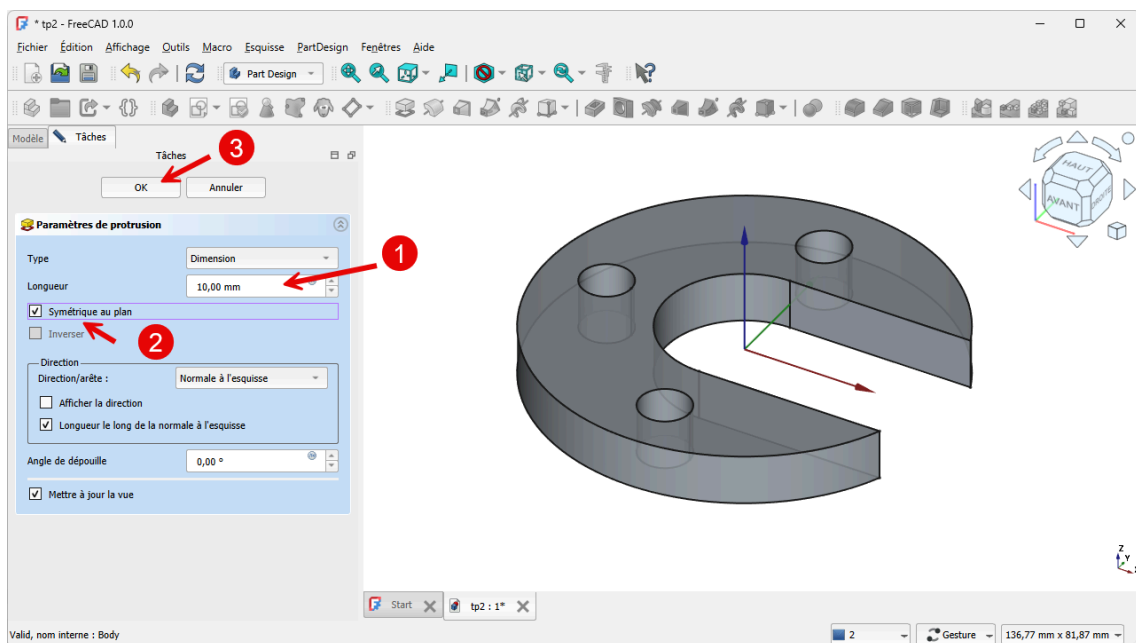 * tp2 - FreeCAD 1.0.0
Fichier Édition Affichage Outils Macro Esquisse PartDesign Fenêtres Aide
Part Design
Modèle Tâches
Tâches
3
OK Annuler
HAUT
AVANT DROITE
Paramètres de protrusion
Type Dimension
1
Longueur 10,00 mm
Symétrique au plan
2
Inverser
Direction
Direction/arête : Normale à l'esquisse
Afficher la direction
Longueur le long de la normale à l'esquisse
Angle de dépouille 0,00 °
Mettre à jour la vue
Z
Y
X
Start tp2 : 1*
Valid, nom interne : Body 2 Gesture 136,77 mm x 81,87 mm